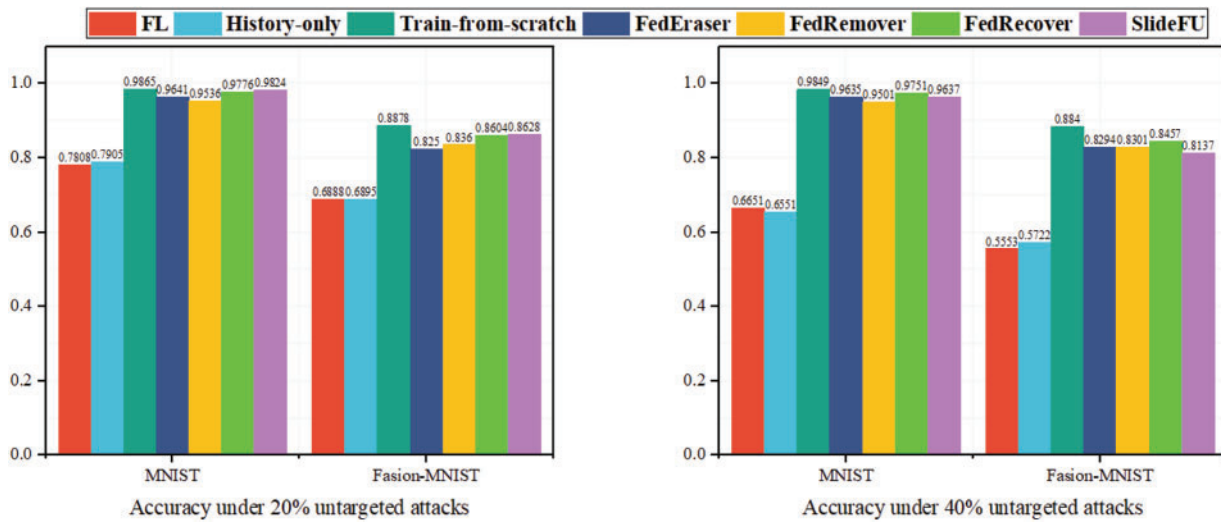 FL History-only Train-from-scratch FedEraser FedRemover FedRecover SlideFU
1.0
0.8
0.6
0.4
0.2
0.0
0.7808 0.7905 0.9865 0.9641 0.9536 0.9776 0.9824
0.6888 0.6895 0.8878 0.825 0.836 0.8604 0.8628
MNIST Fasion-MNIST
Accuracy under 20% untargeted attacks
1.0
0.8
0.6
0.4
0.2
0.0
0.6651 0.6551 0.9849 0.9635 0.9501 0.9751 0.9637
0.5553 0.5722 0.884 0.8294 0.8301 0.8457 0.8137
MNIST Fasion-MNIST
Accuracy under 40% untargeted attacks